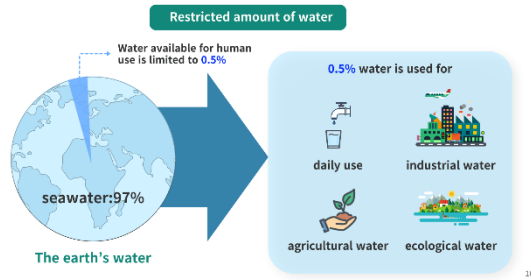 Restricted amount of water
Water available for human
use is limited to 0.5%
seawater:97%
The earth's water
0.5% water is used for
daily use
industrial water
agricultural water
ecological water